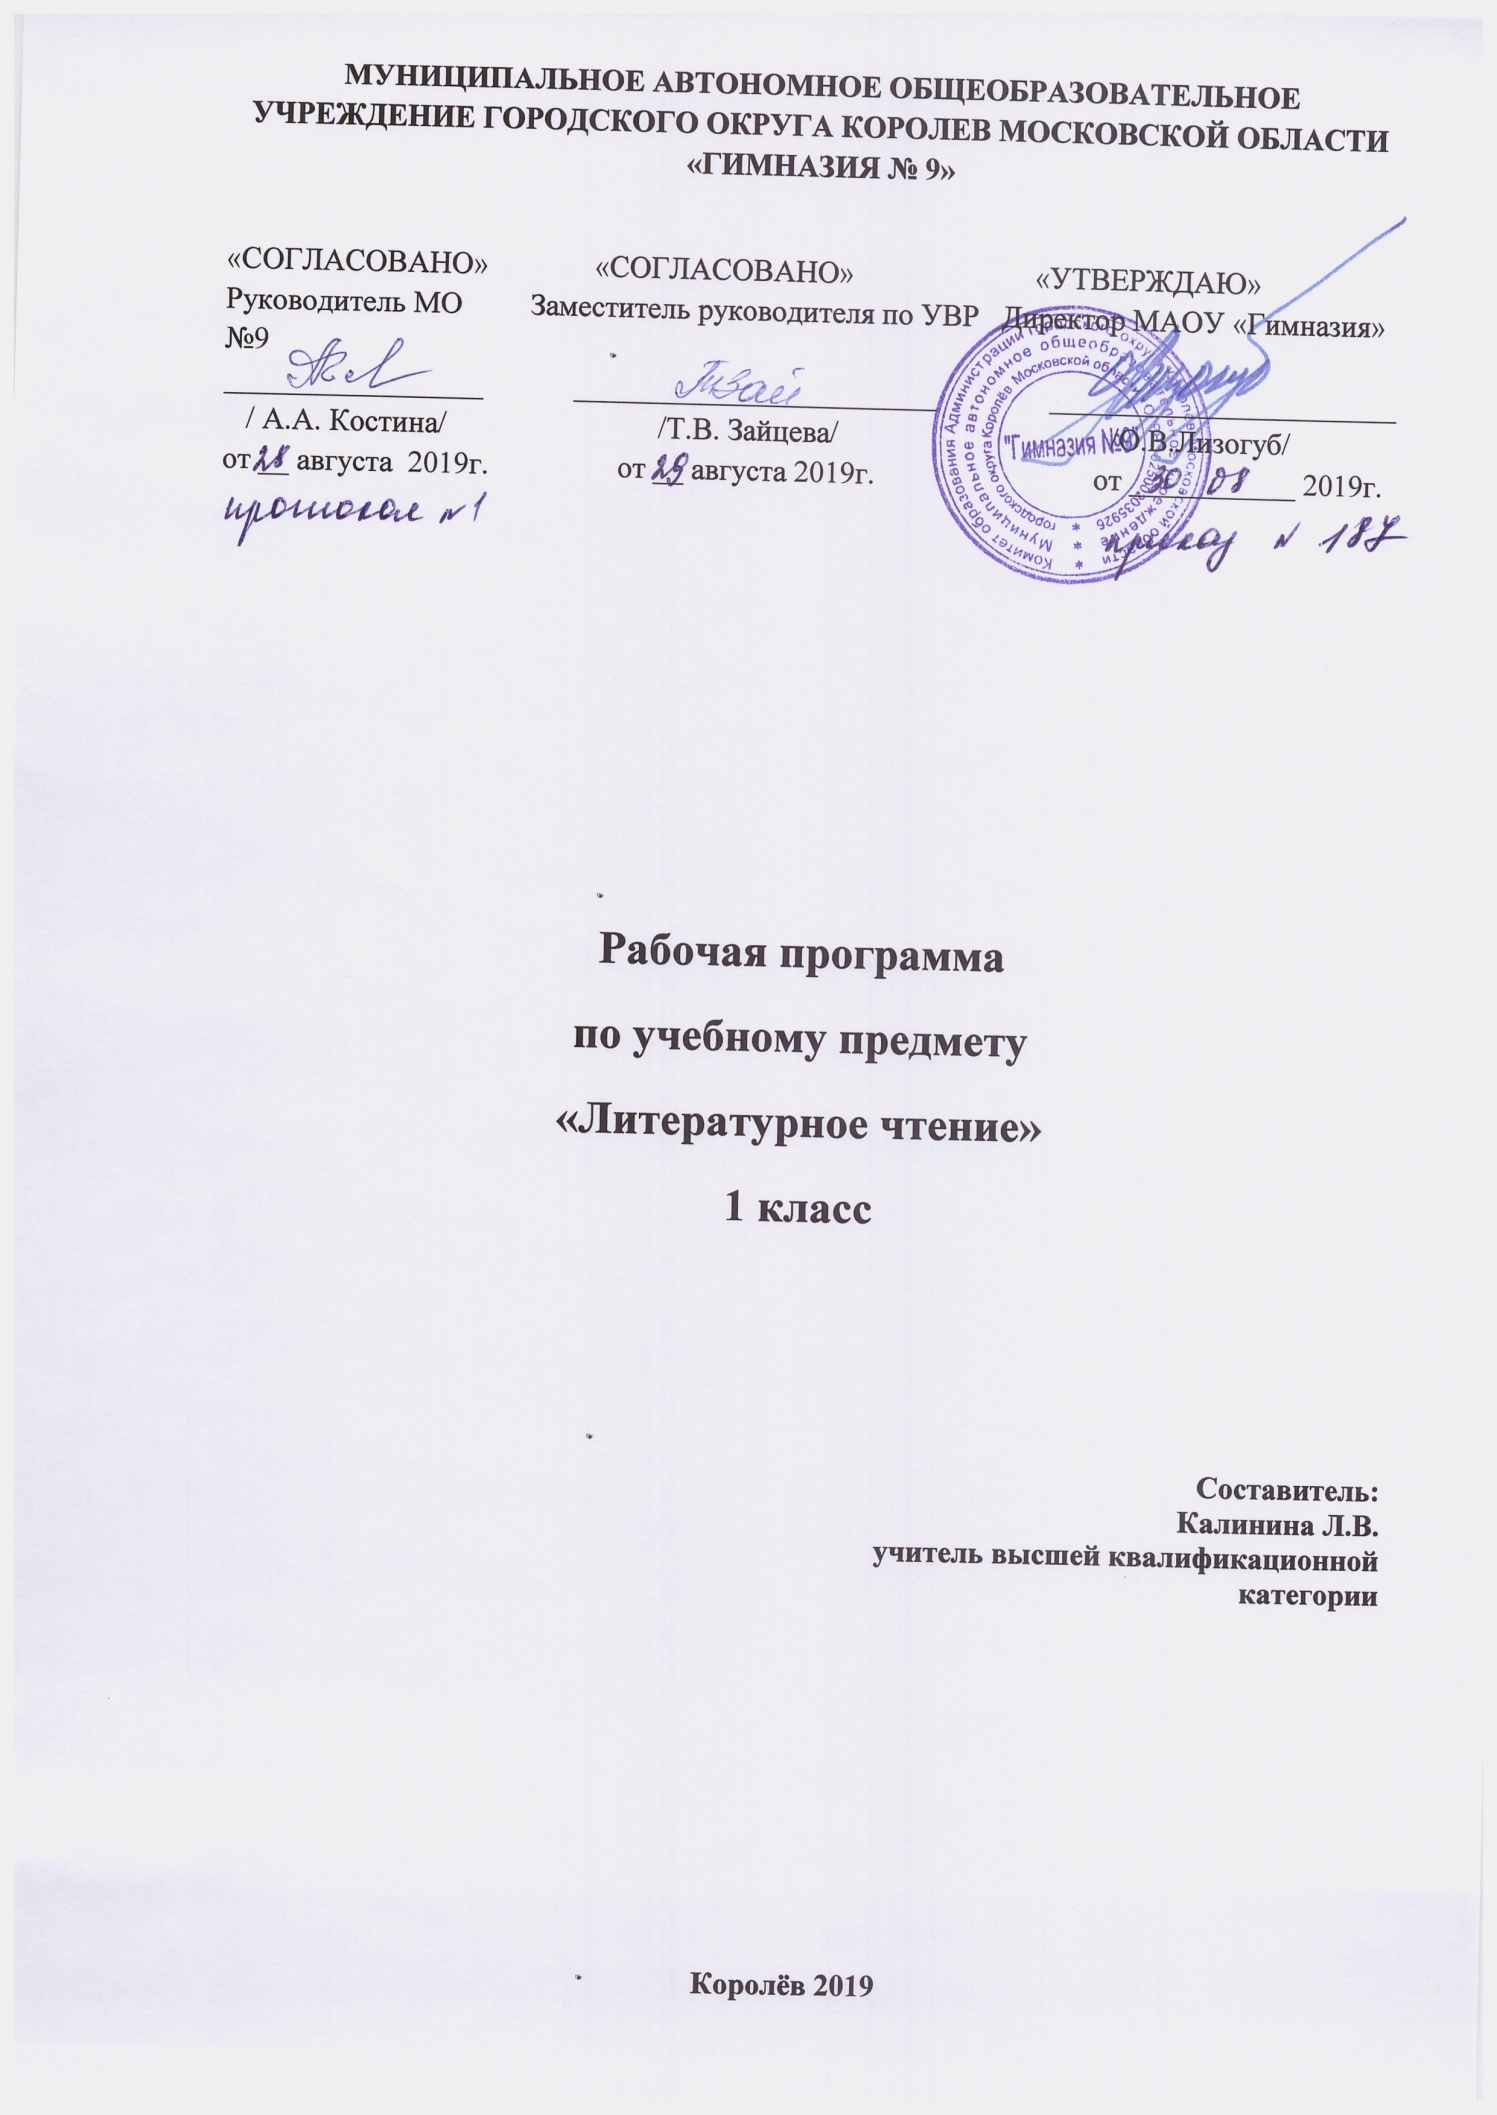 МУНИЦИПАЛЬНОЕ АВТОНОМНОЕ ОБЩЕОБРАЗОВАТЕЛЬНОЕ
УЧРЕЖДЕНИЕ ГОРОДСКОГО ОКРУГА КОРОЛЕВ МОСКОВСКОЙ ОБЛАСТИ
«ГИМНАЗИЯ № 9»
«СОГЛАСОВАНО»
Руководитель МО
№9
/ А.А. Костина/
от 28 августа 2019г.
протокол №1
«СОГЛАСОВАНО»
Заместитель руководителя по УВР
/Т.В. Зайцева/
от 29 августа 2019г.
«УТВЕРЖДАЮ»
Директор МАОУ «Гимназия»
О.В.Лизогуб/
от 30 08 2019г.
приказ № 187
"Гимназия №9"
Рабочая программа
по учебному предмету
«Литературное чтение»
1 класс
Составитель:
Калинина Л.В.
учитель высшей квалификационной
категории
Королёв 2019